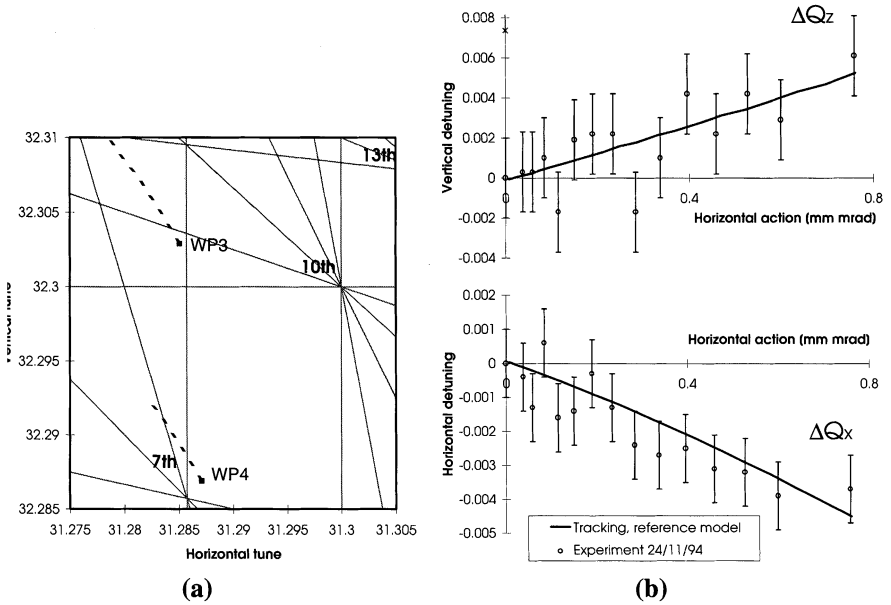 32.31
32.305
32.3
32.295
32.29
32.285
31.275
31.28
31.285
31.29
31.295
31.3
31.305
Horizontal tune
13th
WP3
10th
7th
WP4
(a)
ΔQz
0.008
0.006
0.004
0.002
0
-0.002
-0.004
Vertical detuning
0
0.4
0.8
Horizontal action (mm mrad)
0.002
0.001
0
-0.001
-0.002
-0.003
-0.004
-0.005
Horizontal detuning
Horizontal action (mm mrad)
0
0.4
0.8
ΔQx
Tracking, reference model
Experiment 24/11/94
(b)